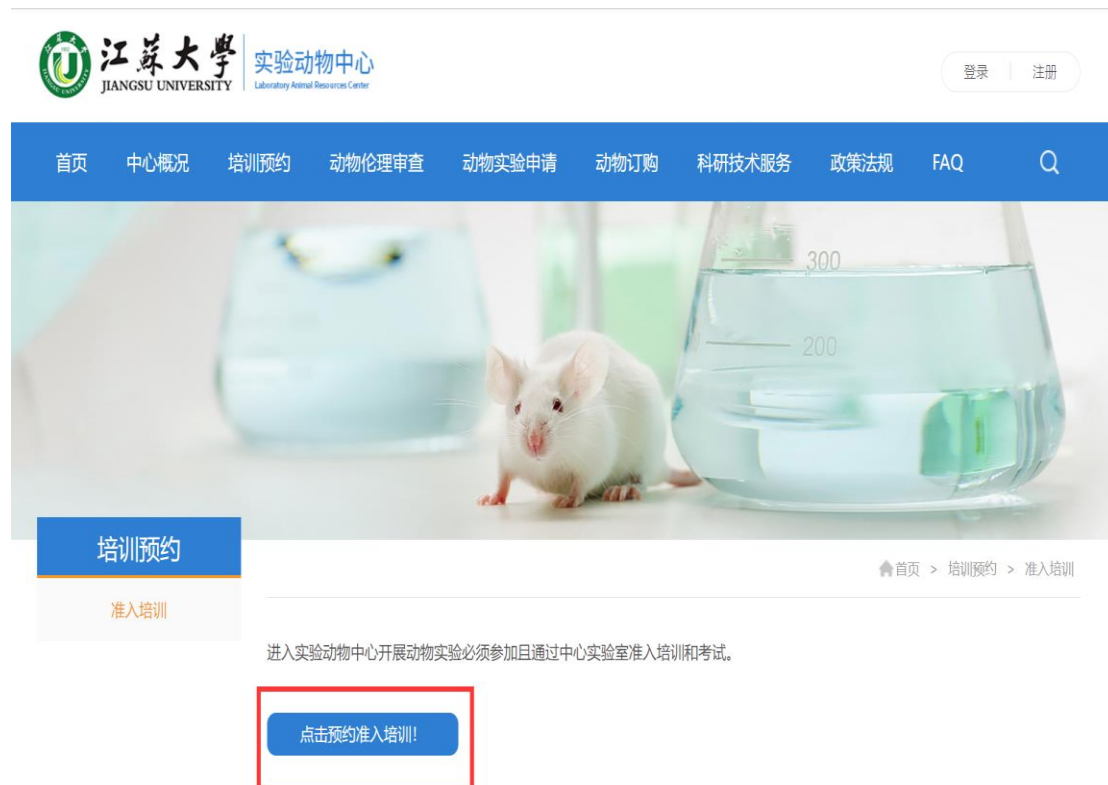 江苏大学
JIANGSU UNIVERSITY
实验动物中心
Laboratory Animal Resources Center
登录 注册
首页 中心概况 培训预约 动物伦理审查 动物实验申请 动物订购 科研技术服务 政策法规 FAQ
300
200
培训预约
首页 > 培训预约 > 准入培训
准入培训
进入实验动物中心开展动物实验必须参加且通过中心实验室准入培训和考试。
点击预约准入培训!